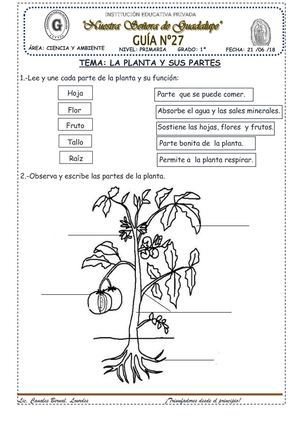 INSTITUCIÓN EDUCATIVA PRIVADA
"Nuestra Señora de Guadalupe"
GUÍA N°27
ÁREA: CIENCIA Y AMBIENTE NIVEL: PRIMARIA GRADO: 1° FECHA: 21 /06 /18
TEMA: LA PLANTA Y SUS PARTES
1.-Lee y une cada parte de la planta y su función:
Hoja Parte que se puede comer.
Flor Absorbe el agua y las sales minerales.
Fruto Sostiene las hojas, flores y frutos.
Tallo Parte bonita de la planta.
Raíz Permite a la planta respirar.
2.-Observa y escribe las partes de la planta.
Lic. Canales Bernal, Lourdes ¡Triunfadores desde el principio!